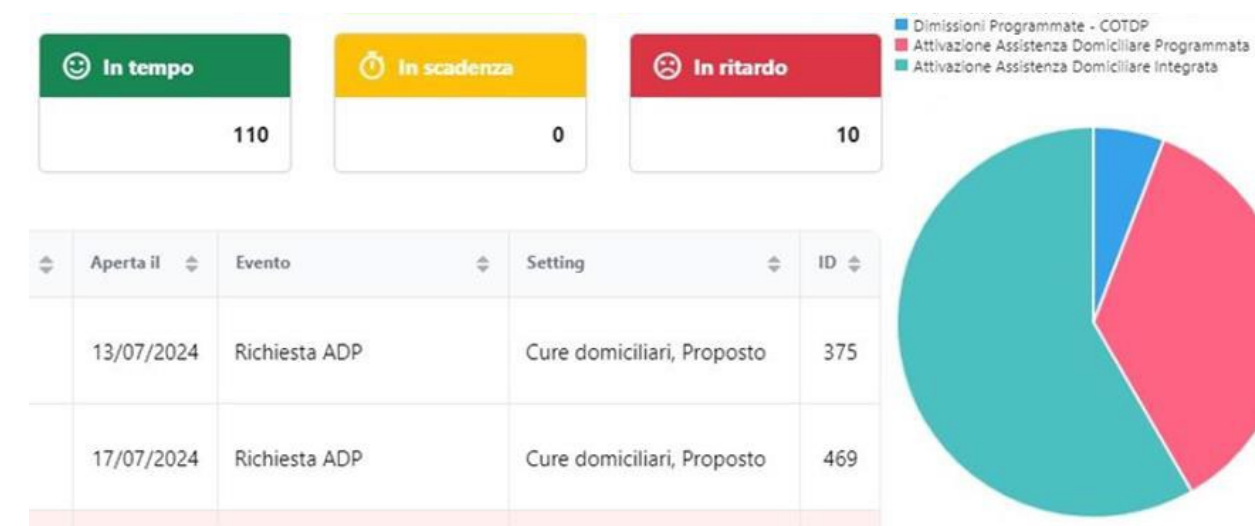 In tempo
In scadenza
In ritardo
110
0
10
Aperta il
Evento
Setting
ID
13/07/2024
Richiesta ADP
Cure domiciliari, Proposto
375
17/07/2024
Richiesta ADP
Cure domiciliari, Proposto
469
Dimissioni Programmate - COTDP
Attivazione Assistenza Domiciliare Programmata
Attivazione Assistenza Domiciliare Integrata